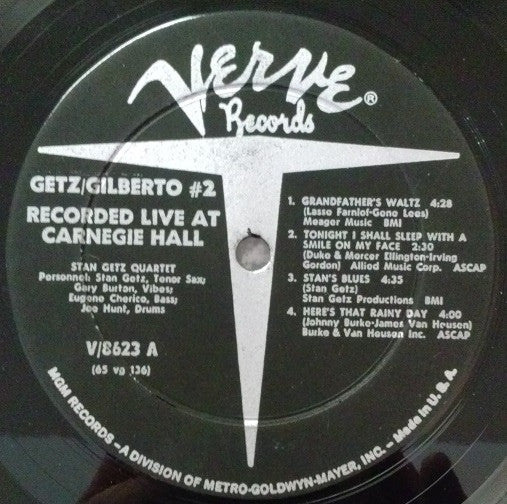 Verve®
Records
GETZ/GILBERTO #2
RECORDED LIVE AT
CARNEGIE HALL
STAN GETZ QUARTET
Personnel: Stan Getz, Tenor Sax;
Gary Burton, Vibes;
Eugene Cherico, Bass;
Joe Hunt, Drums
V/8623 A
(65 vg 136)
1. GRANDFATHER'S WALTZ 4:28
(Lasse Farnlof-Gene Lees)
Meager Music BMI
2. TONIGHT I SHALL SLEEP WITH A
SMILE ON MY FACE 2:30
(Duke & Mercer Ellington-Irving
Gordon) Allied Music Corp. ASCAP
3. STAN'S BLUES 4:35
(Stan Getz)
Stan Getz Productions BMI
4. HERE'S THAT RAINY DAY 4:00
(Johnny Burke-James Van Heusen)
Burke & Van Heusen Inc. ASCAP
MGM RECORDS – A DIVISION OF METRO-GOLDWYN-MAYER, INC. – Made in U. S. A.